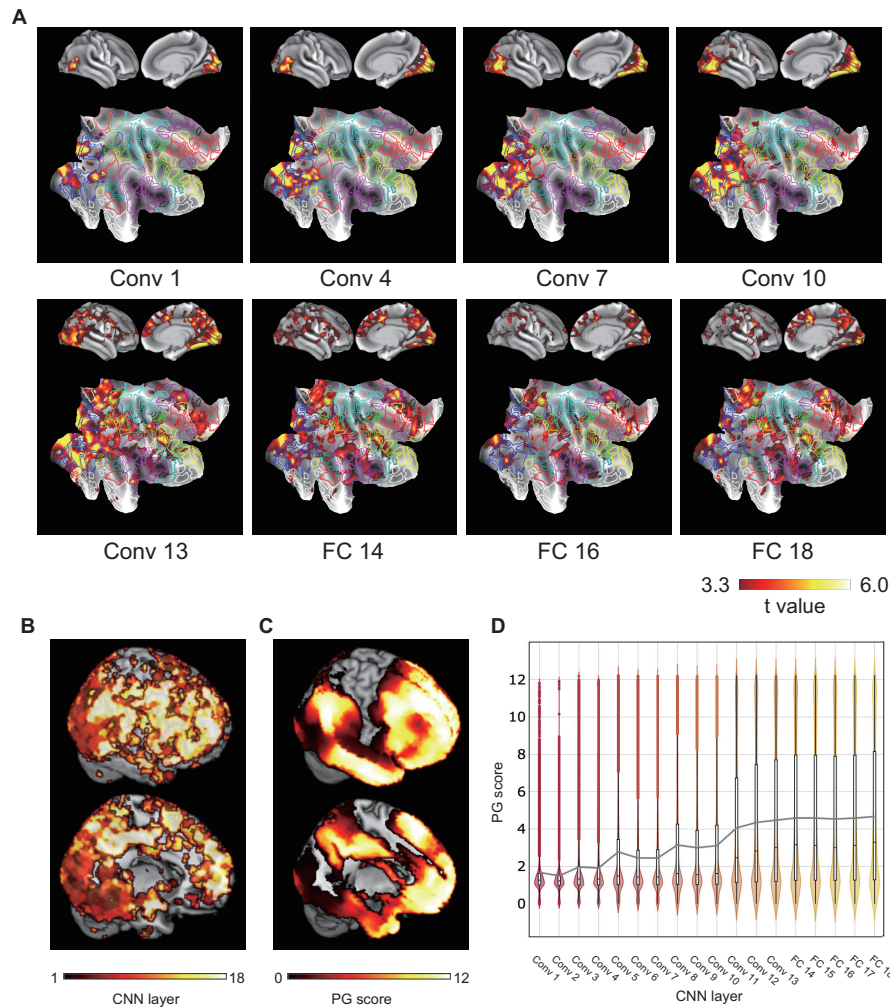 A
Conv 1
Conv 4
Conv 7
Conv 10
Conv 13
FC 14
FC 16
FC 18
3.3
6.0
t value
B
C
D
1
18
CNN layer
0
12
PG score
PG score
12
10
8
6
4
2
0
Conv 1
Conv 2
Conv 3
Conv 4
Conv 5
Conv 6
Conv 7
Conv 8
Conv 9
Conv 10
Conv 11
Conv 12
Conv 13
FC 14
FC 15
FC 16
FC 17
FC 18
CNN layer